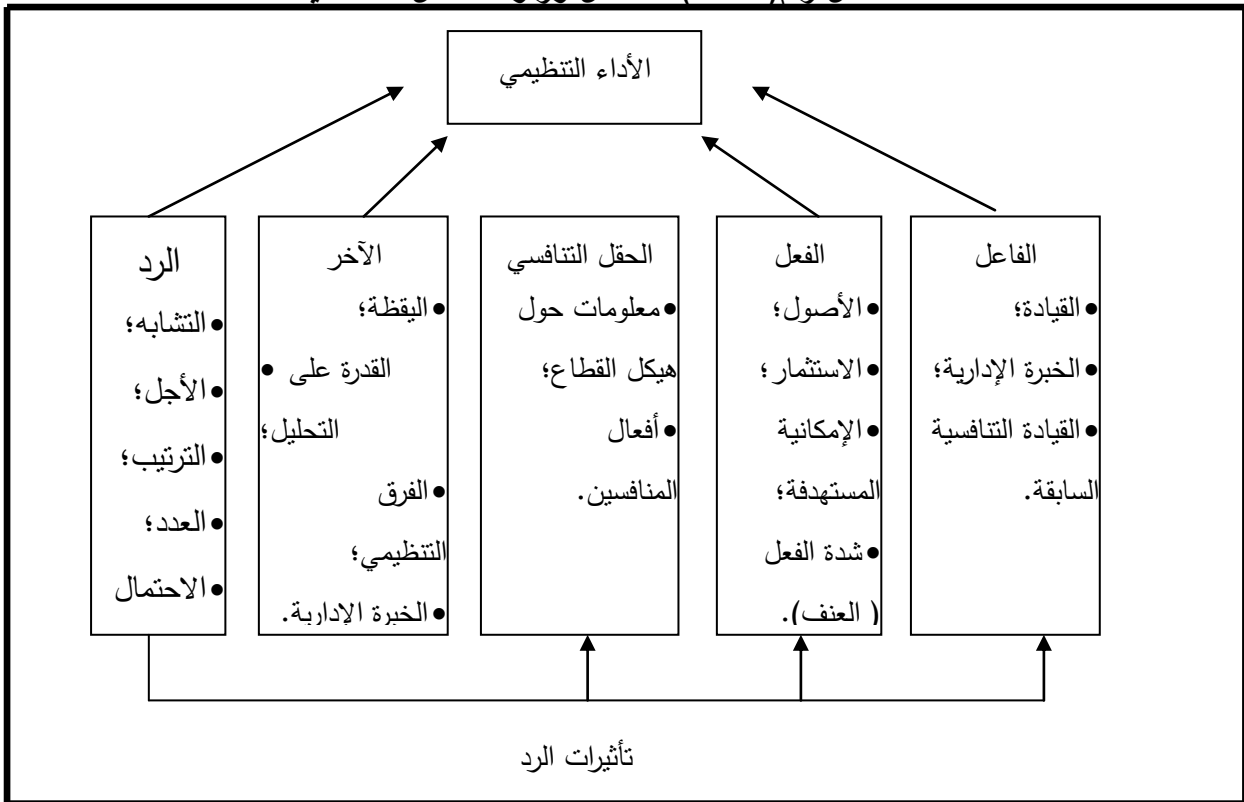 الأداء التنظيمي
الفاعل
•القيادة؛
•الخبرة الإدارية؛
•القيادة التنافسية
السابقة.
الفعل
•الأصول؛
•الاستثمار؛
•الإمكانية
المستهدفة؛
•شدة الفعل
( العنف).
الحقل التنافسي
•معلومات حول
هيكل القطاع؛
•أفعال
المنافسين.
الآخر
•اليقظة؛
القدرة على •
التحليل؛
•الفرق
التنظيمي؛
•الخبرة الإدارية.
الرد
•التشابه؛
•الأجل؛
•الترتيب؛
•العدد؛
•الاحتمال
تأثيرات الرد